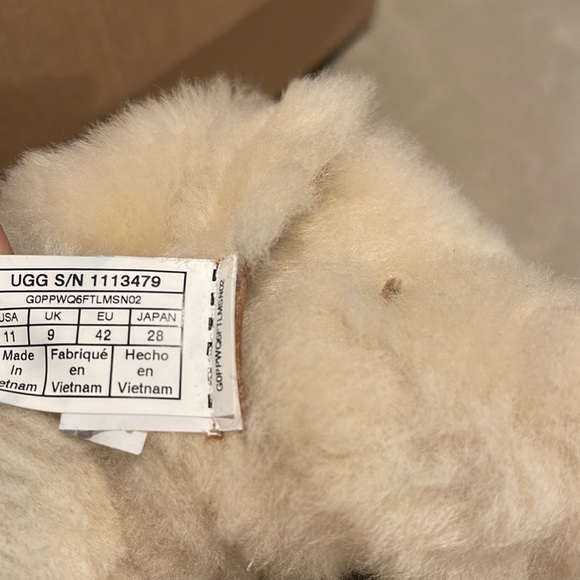 UGG S/N 1113479
G0PPWQ6FTLMSN02
USA UK EU JAPAN
11 9 42 28
Made Fabriqué Hecho
In en en
etnam Vietnam Vietnam
G0PPWQ6FTLMSN02